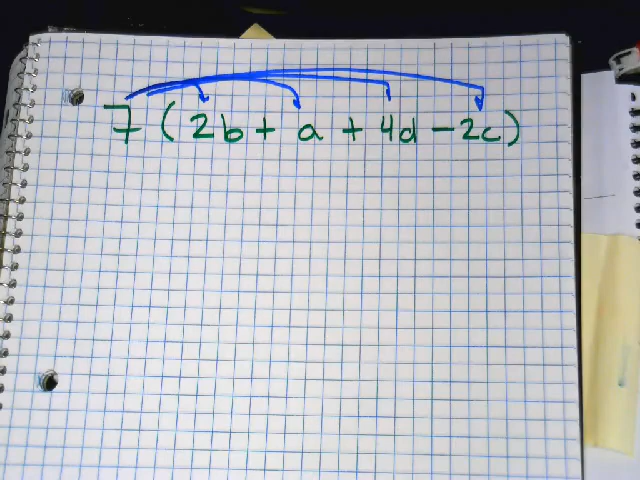 7 (2b + a + 4d - 2c)